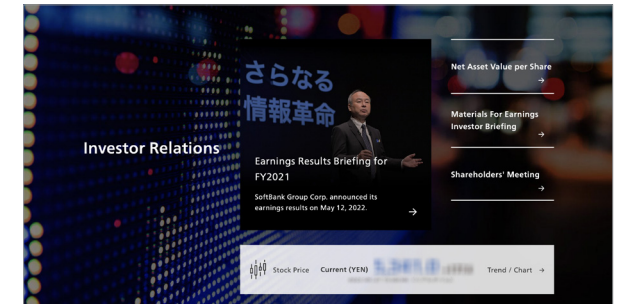 さらなる
情報革命
Investor Relations
Earnings Results Briefing for
FY2021
SoftBank Group Corp. announced its
earnings results on May 12, 2022.
Net Asset Value per Share
Materials For Earnings
Investor Briefing
Shareholders' Meeting
Stock Price Current (YEN) Trend / Chart